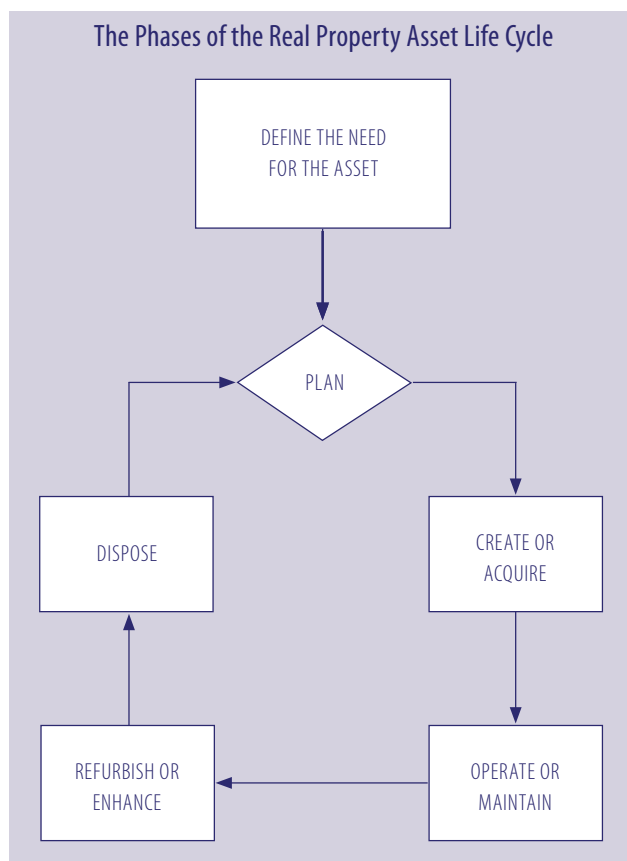 The Phases of the Real Property Asset Life Cycle
DEFINE THE NEED
FOR THE ASSET
PLAN
DISPOSE
CREATE OR
ACQUIRE
REFURBISH OR
ENHANCE
OPERATE OR
MAINTAIN